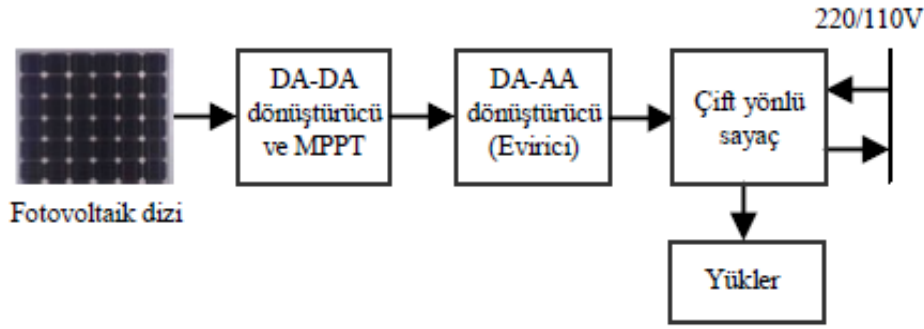 220/110V
DA-DA
dönüştürücü
ve MPPT
DA-AA
dönüştürücü
(Evirici)
Çift yönlü
sayaç
Fotovoltaik dizi
Yükler